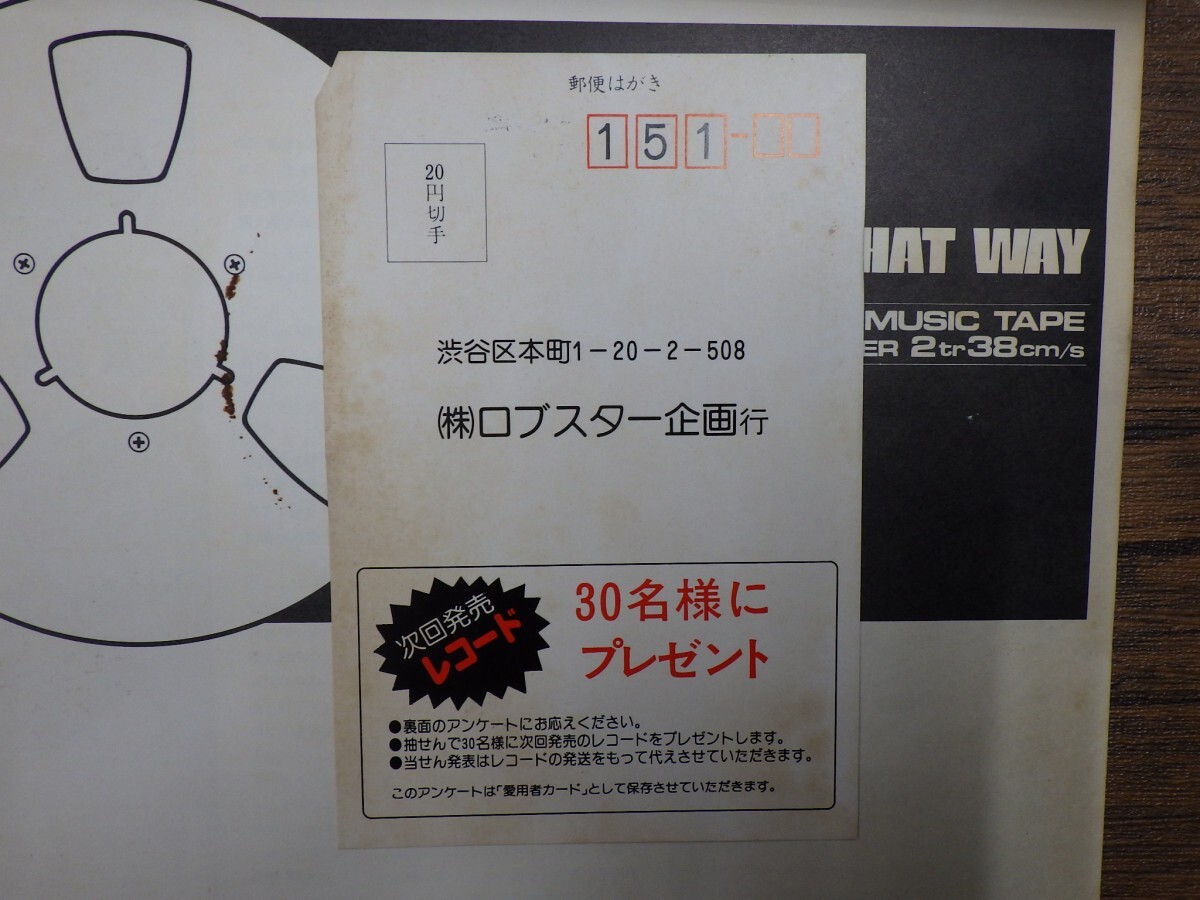 郵便はがき
151-
20円切手
HAT WAY
MUSIC TAPE
ER 2tr38cm/s
渋谷区本町1-20-2-508
(株)ロブスター企画行
次回発売
レコード
30名様に
プレゼント
●裏面のアンケートにお応えください。
●抽せんで30名様に次回発売のレコードをプレゼントします。
●当せん発表はレコードの発送をもって代えさせていただきます。
このアンケートは「愛用者カード」として保存させていただきます。